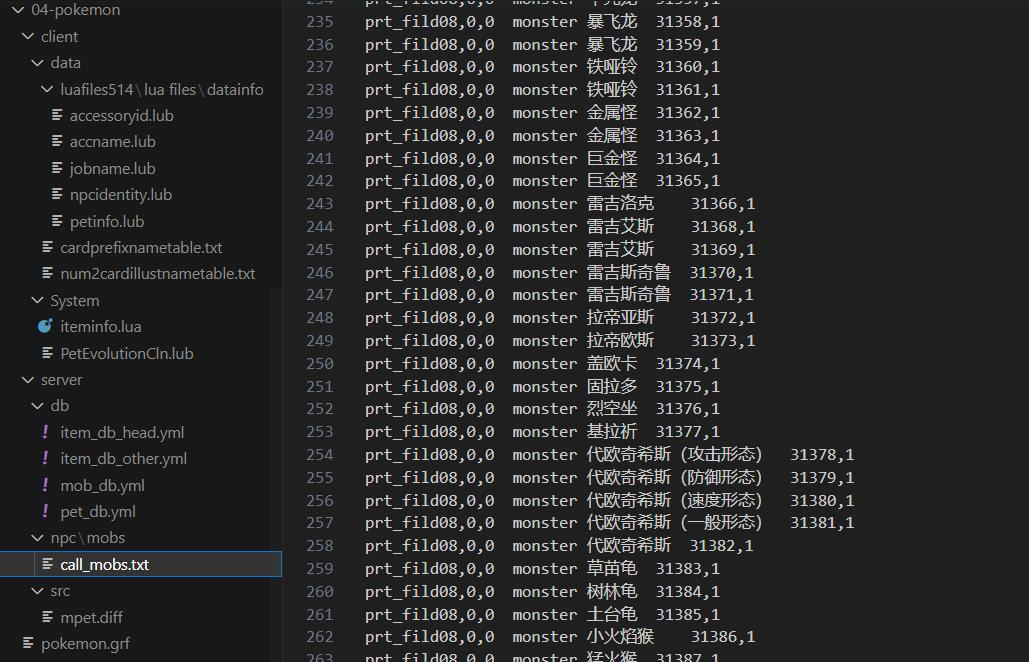 04-pokemon
client
data
luafiles514\lua files\datainfo
accessoryid.lub
accname.lub
jobname.lub
npcidentity.lub
petinfo.lub
cardprefixnametable.txt
num2cardillustnametable.txt
System
iteminfo.lua
PetEvolutionCln.lub
server
db
item_db_head.yml
item_db_other.yml
mob_db.yml
pet_db.yml
npc\mobs
call_mobs.txt
src
mpet.diff
pokemon.grf
235 prt_fild08,0,0 monster 暴飞龙 31358,1
236 prt_fild08,0,0 monster 暴飞龙 31359,1
237 prt_fild08,0,0 monster 铁哑铃 31360,1
238 prt_fild08,0,0 monster 铁哑铃 31361,1
239 prt_fild08,0,0 monster 金属怪 31362,1
240 prt_fild08,0,0 monster 金属怪 31363,1
241 prt_fild08,0,0 monster 巨金怪 31364,1
242 prt_fild08,0,0 monster 巨金怪 31365,1
243 prt_fild08,0,0 monster 雷吉洛克 31366,1
244 prt_fild08,0,0 monster 雷吉艾斯 31368,1
245 prt_fild08,0,0 monster 雷吉艾斯 31369,1
246 prt_fild08,0,0 monster 雷吉斯奇鲁 31370,1
247 prt_fild08,0,0 monster 雷吉斯奇鲁 31371,1
248 prt_fild08,0,0 monster 拉帝亚斯 31372,1
249 prt_fild08,0,0 monster 拉帝欧斯 31373,1
250 prt_fild08,0,0 monster 盖欧卡 31374,1
251 prt_fild08,0,0 monster 固拉多 31375,1
252 prt_fild08,0,0 monster 烈空坐 31376,1
253 prt_fild08,0,0 monster 基拉祈 31377,1
254 prt_fild08,0,0 monster 代欧奇希斯（攻击形态） 31378,1
255 prt_fild08,0,0 monster 代欧奇希斯（防御形态） 31379,1
256 prt_fild08,0,0 monster 代欧奇希斯（速度形态） 31380,1
257 prt_fild08,0,0 monster 代欧奇希斯（一般形态） 31381,1
258 prt_fild08,0,0 monster 代欧奇希斯 31382,1
259 prt_fild08,0,0 monster 草苗龟 31383,1
260 prt_fild08,0,0 monster 树林龟 31384,1
261 prt_fild08,0,0 monster 土台龟 31385,1
262 prt_fild08,0,0 monster 小火焰猴 31386,1
263 prt_fild08,0,0 monster 猛火猴 31387,1